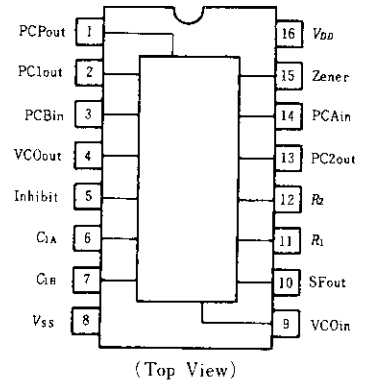 PCPout 1 16 VDD
PC1out 2 15 Zener
PCBin 3 14 PCAin
VCOout 4 13 PC2out
Inhibit 5 12 R2
C1A 6 11 R1
C1B 7 10 SFout
VSS 8 9 VCOin
(Top View)